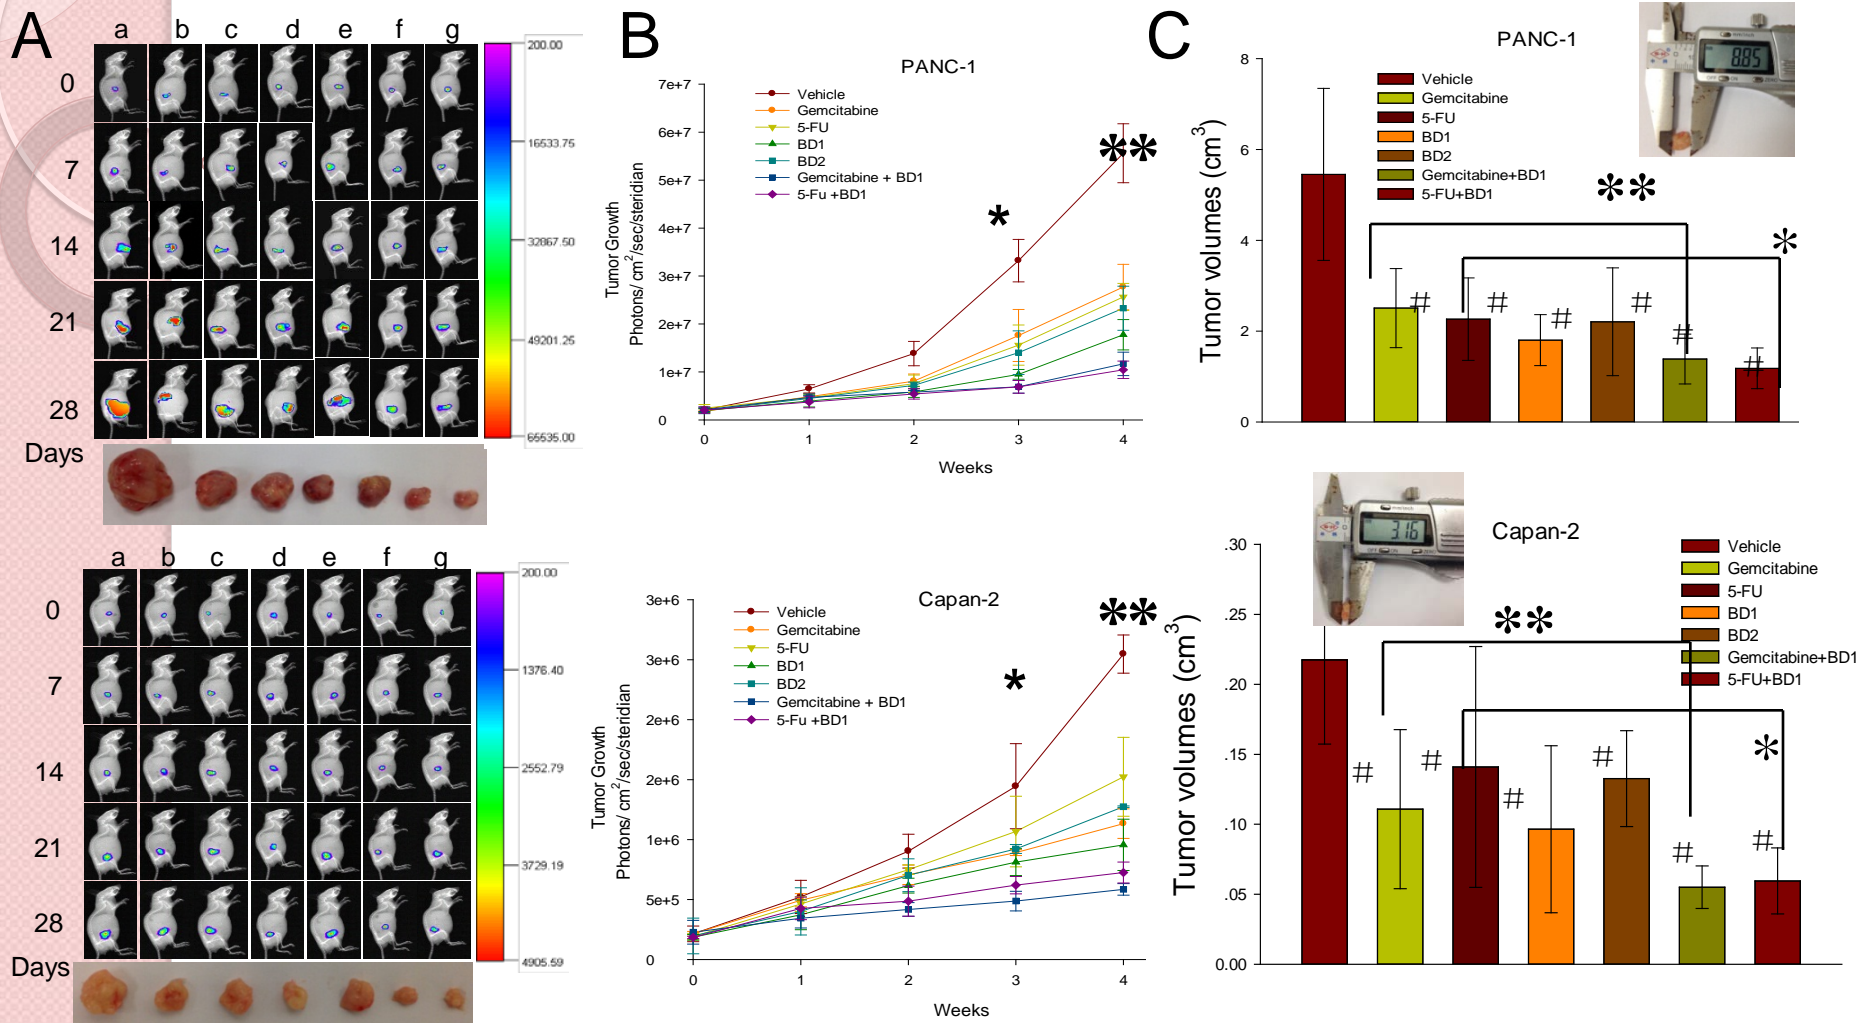 A
a b c d e f g
0
7
14
21
28
Days
200.00
16533.75
32867.50
49201.25
65535.00
a b c d e f g
0
7
14
21
28
Days
200.00
1376.40
2552.79
3729.19
4905.59
B
PANC-1
Vehicle
Gemcitabine
5-FU
BD1
BD2
Gemcitabine + BD1
5-Fu +BD1
7e+7
6e+7
5e+7
4e+7
3e+7
2e+7
1e+7
0
Tumor Growth
Photons/ cm2/sec/steridian
*
**
0 1 2 3 4
Weeks
Capan-2
Vehicle
Gemcitabine
5-FU
BD1
BD2
Gemcitabine + BD1
5-Fu +BD1
3e+6
3e+6
2e+6
2e+6
1e+6
5e+5
0
Tumor Growth
Photons/ cm2/sec/steridian
*
**
0 1 2 3 4
Weeks
C
PANC-1
8.85
Vehicle
Gemcitabine
5-FU
BD1
BD2
Gemcitabine+BD1
5-FU+BD1
8
6
4
2
0
Tumor volumes (cm3)
**
*
# # # # # #
Capan-2
3.16
Vehicle
Gemcitabine
5-FU
BD1
BD2
Gemcitabine+BD1
5-FU+BD1
.30
.25
.20
.15
.10
.05
0.00
Tumor volumes (cm3)
**
*
# # # # # #